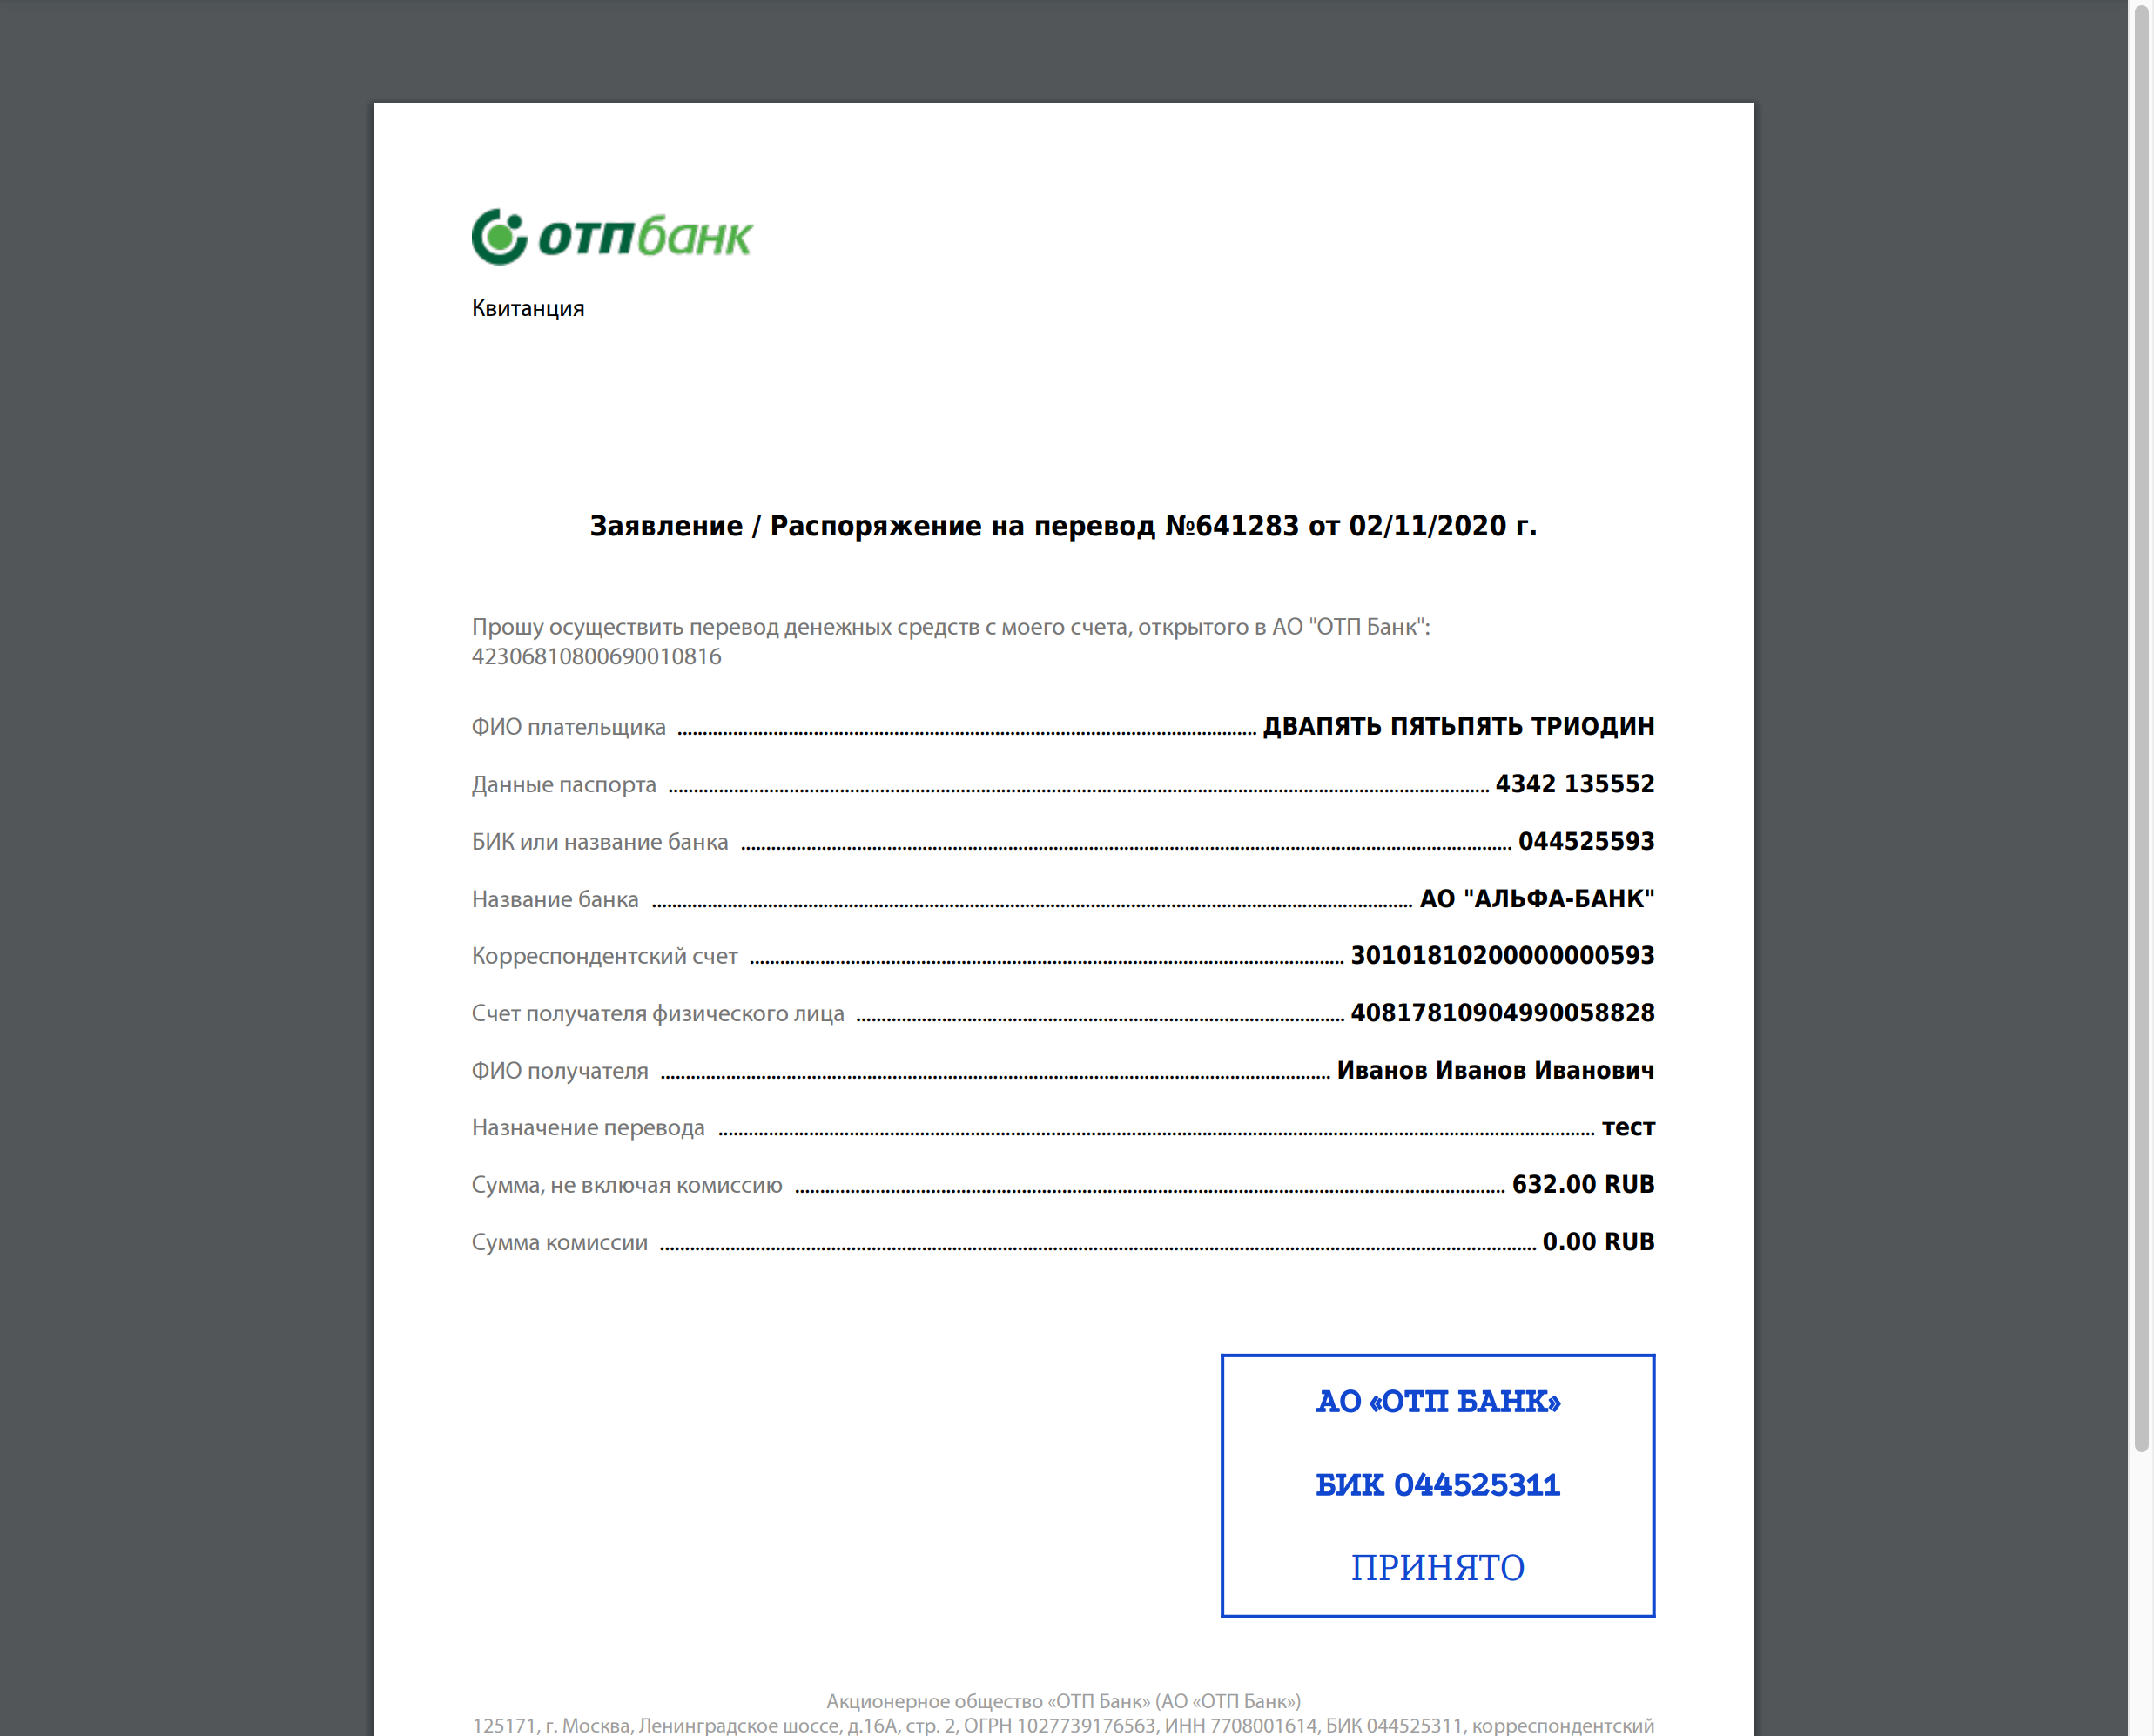 отпбанк
Квитанция
Заявление / Распоряжение на перевод №641283 от 02/11/2020 г.
Прошу осуществить перевод денежных средств с моего счета, открытого в АО "ОТП Банк":
42306810800690010816
ФИО плательщика ДВАПЯТЬ ПЯТЬПЯТЬ ТРИОДИН
Данные паспорта 4342 135552
БИК или название банка 044525593
Название банка АО "АЛЬФА-БАНК"
Корреспондентский счет 30101810200000000593
Счет получателя физического лица 40817810904990058828
ФИО получателя Иванов Иванов Иванович
Назначение перевода тест
Сумма, не включая комиссию 632.00 RUB
Сумма комиссии 0.00 RUB
АО «ОТП БАНК»
БИК 044525311
ПРИНЯТО
Акционерное общество «ОТП Банк» (АО «ОТП Банк»)
125171, г. Москва, Ленинградское шоссе, д.16А, стр. 2, ОГРН 1027739176563, ИНН 7708001614, БИК 044525311, корреспондентский